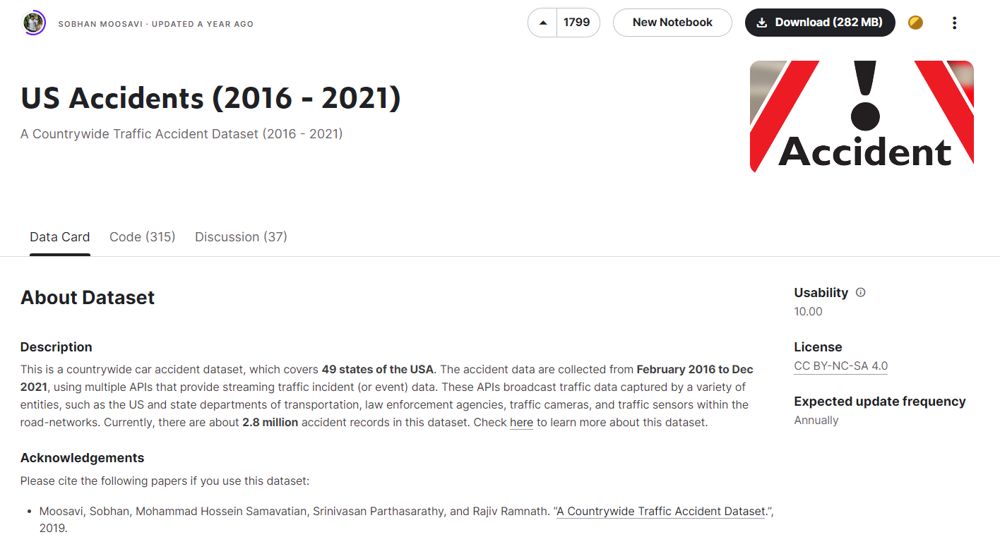 SOBHAN MOOSAVI · UPDATED A YEAR AGO
1799
New Notebook
Download (282 MB)
US Accidents (2016 - 2021)
A Countrywide Traffic Accident Dataset (2016 - 2021)
! Accident
Data Card
Code (315)
Discussion (37)
About Dataset
Description
This is a countrywide car accident dataset, which covers 49 states of the USA. The accident data are collected from February 2016 to Dec
2021, using multiple APIs that provide streaming traffic incident (or event) data. These APIs broadcast traffic data captured by a variety of
entities, such as the US and state departments of transportation, law enforcement agencies, traffic cameras, and traffic sensors within the
road-networks. Currently, there are about 2.8 million accident records in this dataset. Check here to learn more about this dataset.
Acknowledgements
Please cite the following papers if you use this dataset:
• Moosavi, Sobhan, Mohammad Hossein Samavatian, Srinivasan Parthasarathy, and Rajiv Ramnath. “A Countrywide Traffic Accident Dataset.”,
2019.
Usability
10.00
License
CC BY-NC-SA 4.0
Expected update frequency
Annually